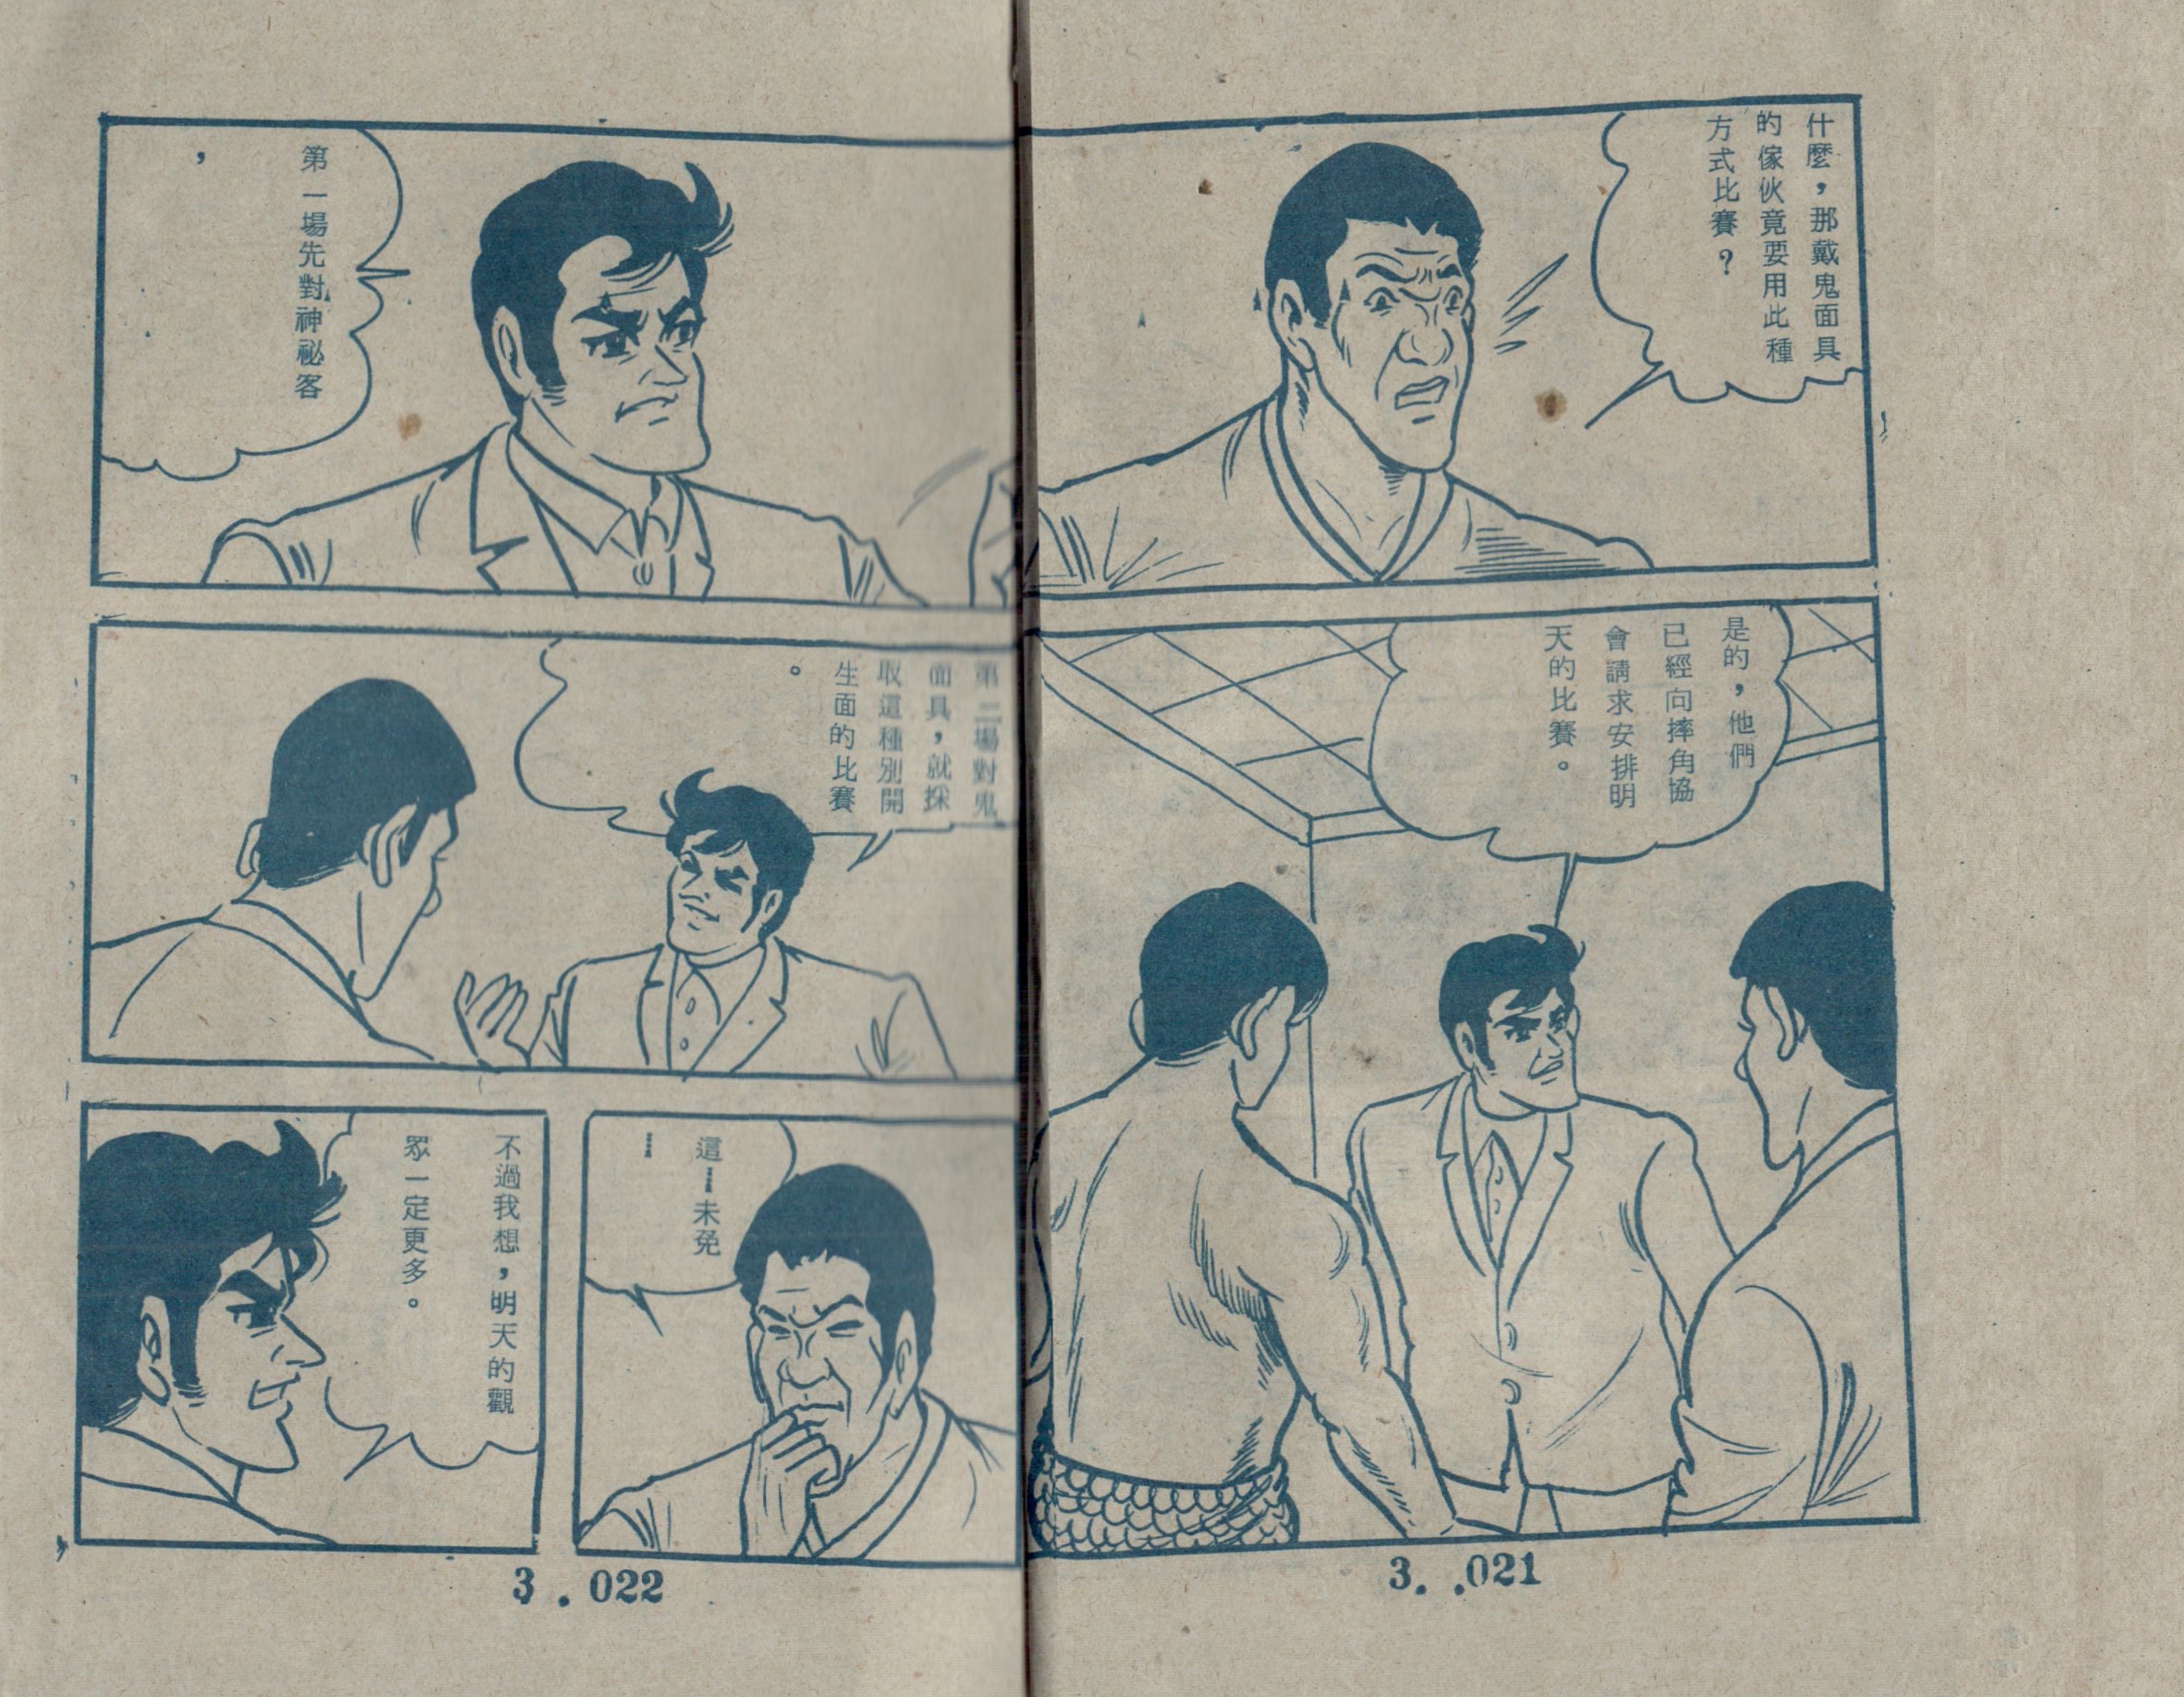 什麼，那戴鬼面具
的傢伙竟要用此種
方式比賽？
是的，他們
已經向摔角協
會請求安排明
天的比賽。
3. .021
第一場先對神祕客
，
第二場對鬼
面具，就採
取這種別開
生面的比賽
。
這┅未免
┅
不過我想，明天的觀
眾一定更多。
3 . 022